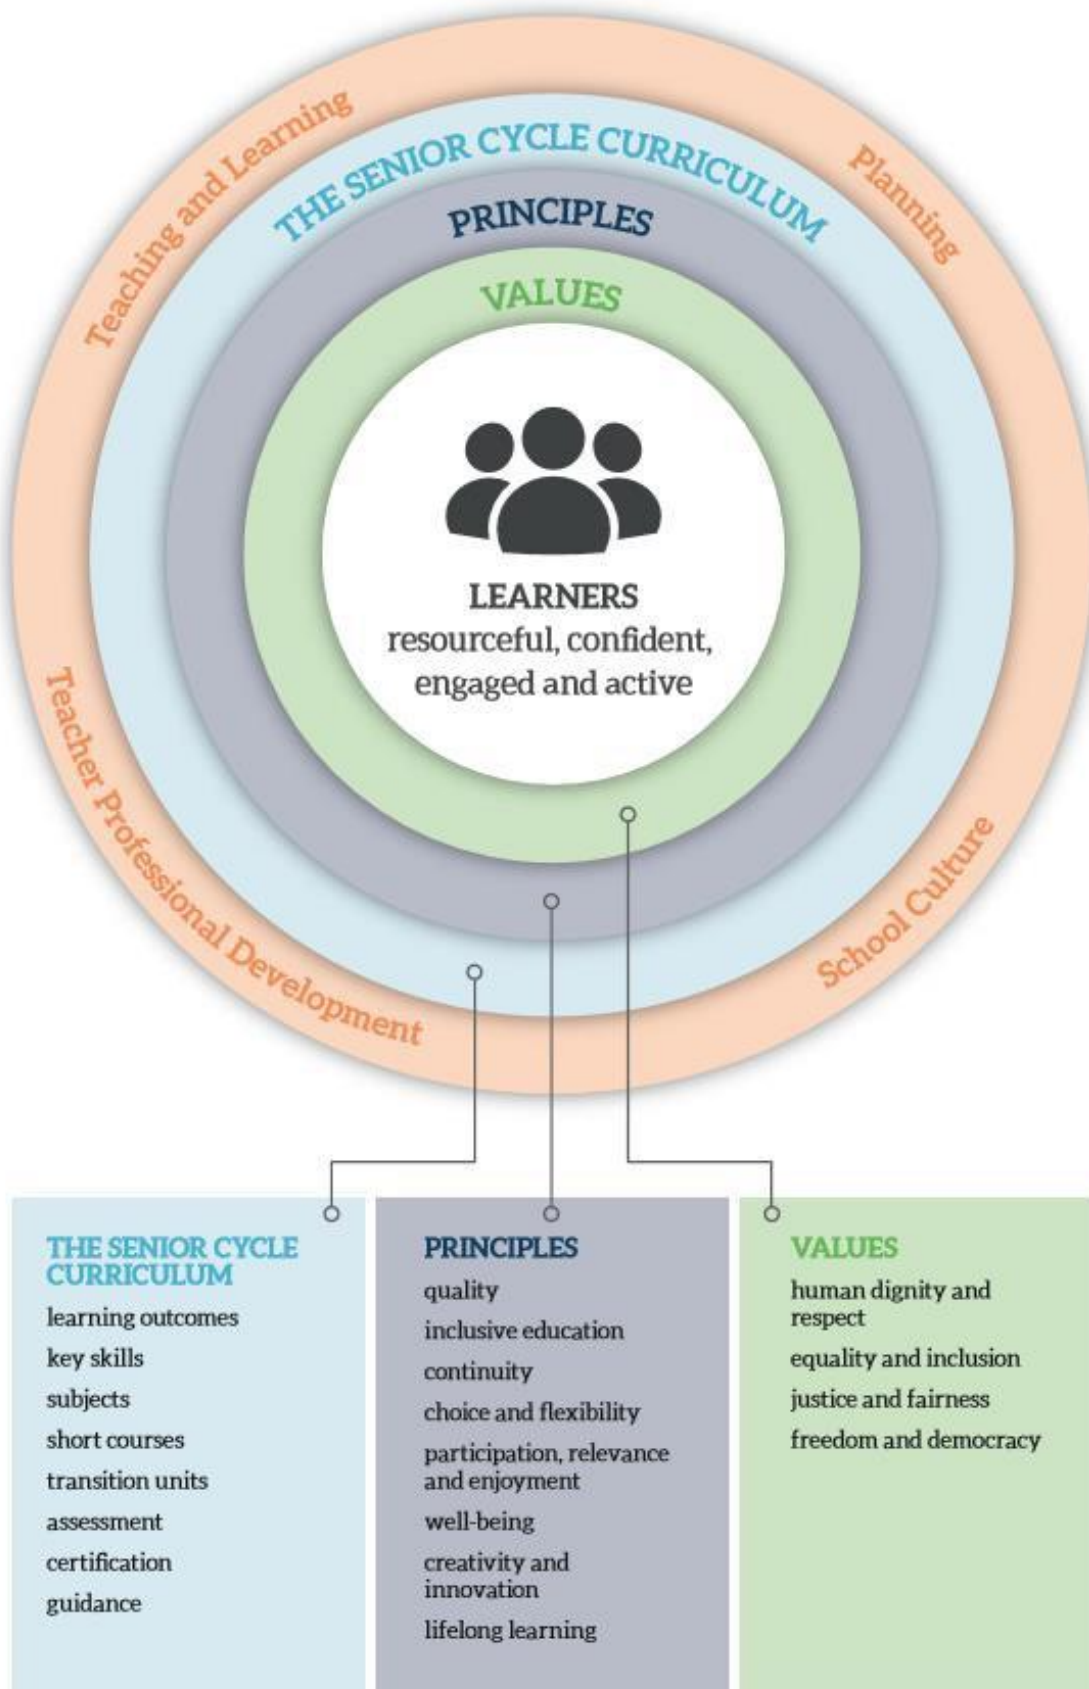 Teaching and Learning
Planning
THE SENIOR CYCLE CURRICULUM
PRINCIPLES
VALUES
LEARNERS
resourceful, confident,
engaged and active
Teacher Professional Development
School Culture
THE SENIOR CYCLE
CURRICULUM
learning outcomes
key skills
subjects
short courses
transition units
assessment
certification
guidance
PRINCIPLES
quality
inclusive education
continuity
choice and flexibility
participation, relevance
and enjoyment
well-being
creativity and
innovation
lifelong learning
VALUES
human dignity and
respect
equality and inclusion
justice and fairness
freedom and democracy